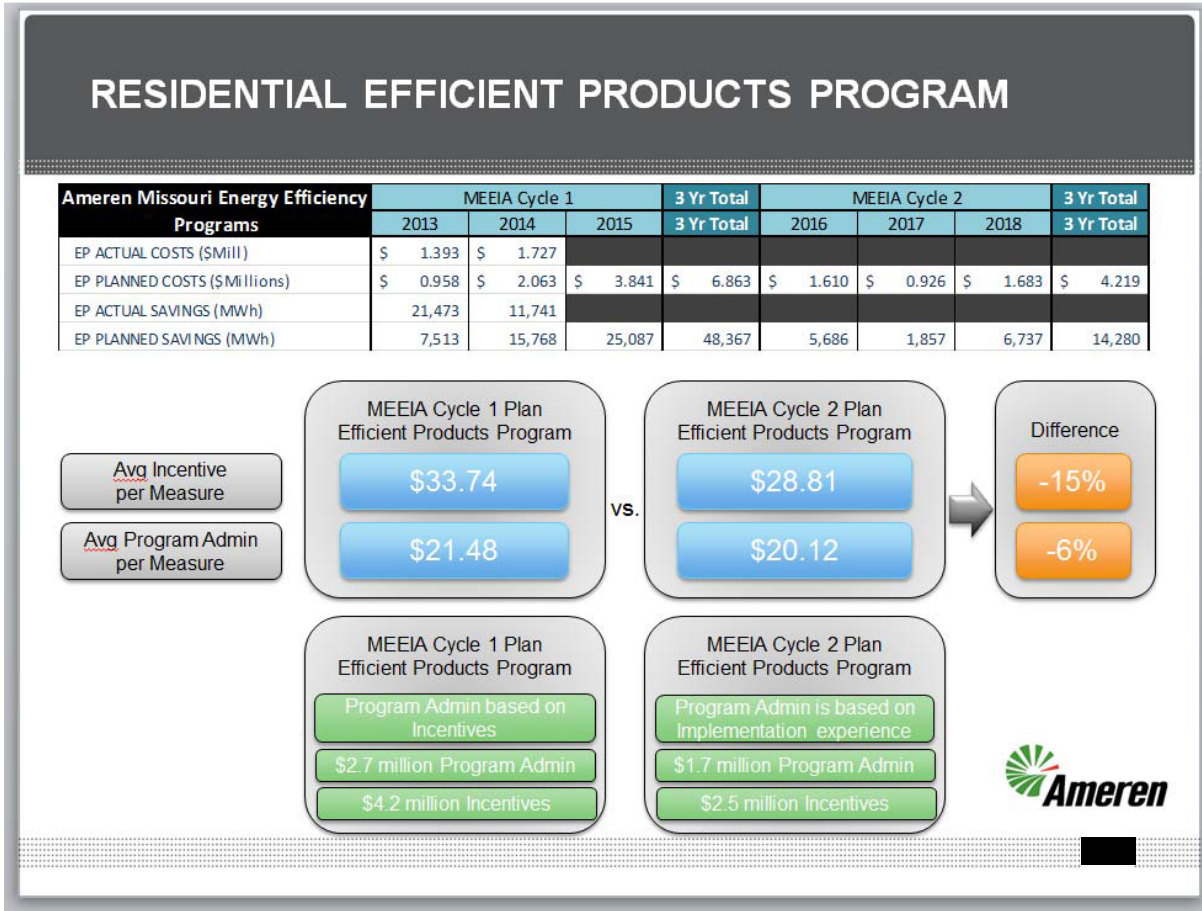 RESIDENTIAL EFFICIENT PRODUCTS PROGRAM
Ameren Missouri Energy Efficiency Programs MEEIA Cycle 1 3 Yr Total MEEIA Cycle 2 3 Yr Total
2013 2014 2015 3 Yr Total 2016 2017 2018 3 Yr Total
EP ACTUAL COSTS ($Mill) $ 1.393 $ 1.727
EP PLANNED COSTS ($Millions) $ 0.958 $ 2.063 $ 3.841 $ 6.863 $ 1.610 $ 0.926 $ 1.683 $ 4.219
EP ACTUAL SAVINGS (MWh) 21,473 11,741
EP PLANNED SAVINGS (MWh) 7,513 15,768 25,087 48,367 5,686 1,857 6,737 14,280
MEEIA Cycle 1 Plan
Efficient Products Program
MEEIA Cycle 2 Plan
Efficient Products Program
Difference
Avg Incentive
per Measure
$33.74
$28.81
-15%
vs.
Avg Program Admin
per Measure
$21.48
$20.12
-6%
MEEIA Cycle 1 Plan
Efficient Products Program
Program Admin based on
Incentives
$2.7 million Program Admin
$4.2 million Incentives
MEEIA Cycle 2 Plan
Efficient Products Program
Program Admin is based on
Implementation experience
$1.7 million Program Admin
$2.5 million Incentives
Ameren